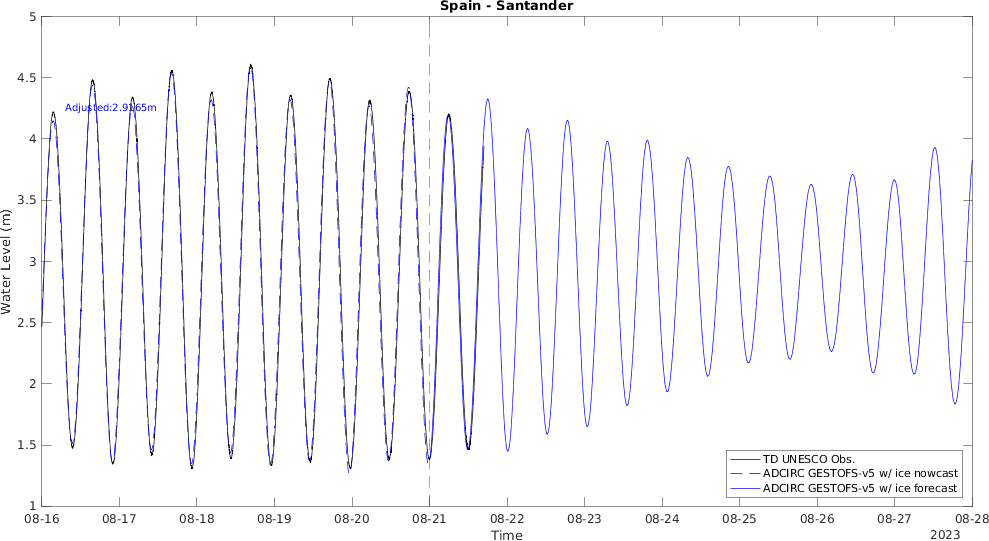 Spain - Santander
5
4.5
4
3.5
3
2.5
2
1.5
1
Water Level (m)
Adjusted:2.9365m
TD UNESCO Obs.
ADCIRC GESTOFS-v5 w/ ice nowcast
ADCIRC GESTOFS-v5 w/ ice forecast
08-16 08-17 08-18 08-19 08-20 08-21 08-22 08-23 08-24 08-25 08-26 08-27 08-28
Time
2023